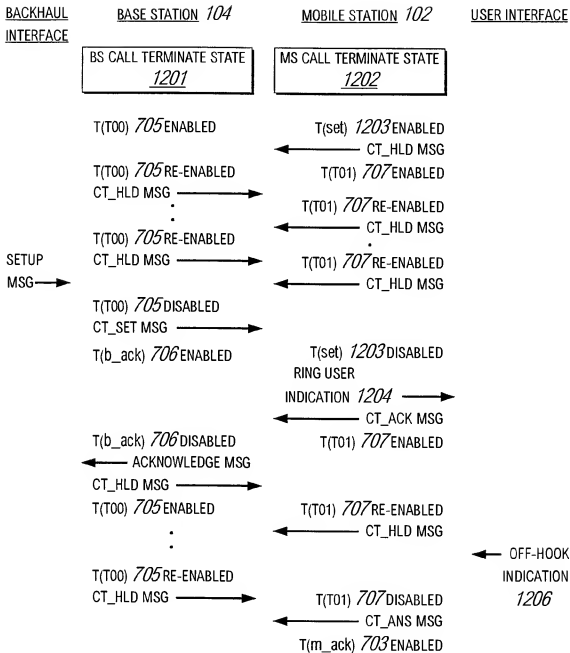 BACKHAUL INTERFACE
BASE STATION 104
MOBILE STATION 102
USER INTERFACE
BS CALL TERMINATE STATE
1201
MS CALL TERMINATE STATE
1202
T(T00) 705 ENABLED
T(set) 1203 ENABLED
CT_HLD MSG
T(T00) 705 RE-ENABLED
T(T01) 707 ENABLED
CT_HLD MSG
T(T01) 707 RE-ENABLED
CT_HLD MSG
T(T00) 705 RE-ENABLED
SETUP
CT_HLD MSG
T(T01) 707 RE-ENABLED
MSG
CT_HLD MSG
T(T00) 705 DISABLED
CT_SET MSG
T(b_ack) 706 ENABLED
T(set) 1203 DISABLED
RING USER
INDICATION 1204
CT_ACK MSG
T(b_ack) 706 DISABLED
T(T01) 707 ENABLED
ACKNOWLEDGE MSG
CT_HLD MSG
T(T00) 705 ENABLED
T(T01) 707 RE-ENABLED
CT_HLD MSG
OFF-HOOK
T(T00) 705 RE-ENABLED
INDICATION
CT_HLD MSG
T(T01) 707 DISABLED
1206
CT_ANS MSG
T(m_ack) 703 ENABLED